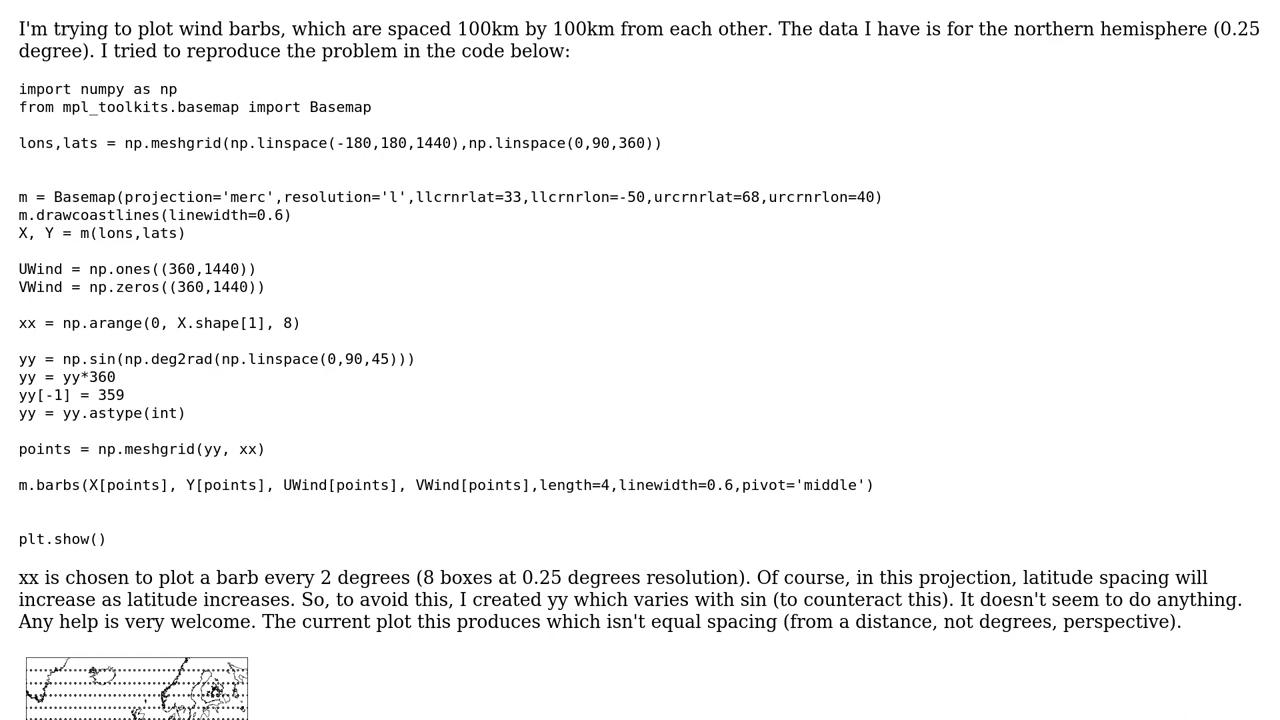 I'm trying to plot wind barbs, which are spaced 100km by 100km from each other. The data I have is for the northern hemisphere (0.25
degree). I tried to reproduce the problem in the code below:
import numpy as np
from mpl_toolkits.basemap import Basemap
lons,lats = np.meshgrid(np.linspace(-180,180,1440),np.linspace(0,90,360))
m = Basemap(projection='merc',resolution='l',llcrnrlat=33,llcrnrlon=-50,urcrnrlat=68,urcrnrlon=40)
m.drawcoastlines(linewidth=0.6)
X, Y = m(lons,lats)
UWind = np.ones((360,1440))
VWind = np.zeros((360,1440))
xx = np.arange(0, X.shape[1], 8)
yy = np.sin(np.deg2rad(np.linspace(0,90,45)))
yy = yy*360
yy[-1] = 359
yy = yy.astype(int)
points = np.meshgrid(yy, xx)
m.barbs(X[points], Y[points], UWind[points], VWind[points],length=4,linewidth=0.6,pivot='middle')
plt.show()
xx is chosen to plot a barb every 2 degrees (8 boxes at 0.25 degrees resolution). Of course, in this projection, latitude spacing will
increase as latitude increases. So, to avoid this, I created yy which varies with sin (to counteract this). It doesn't seem to do anything.
Any help is very welcome. The current plot this produces which isn't equal spacing (from a distance, not degrees, perspective).